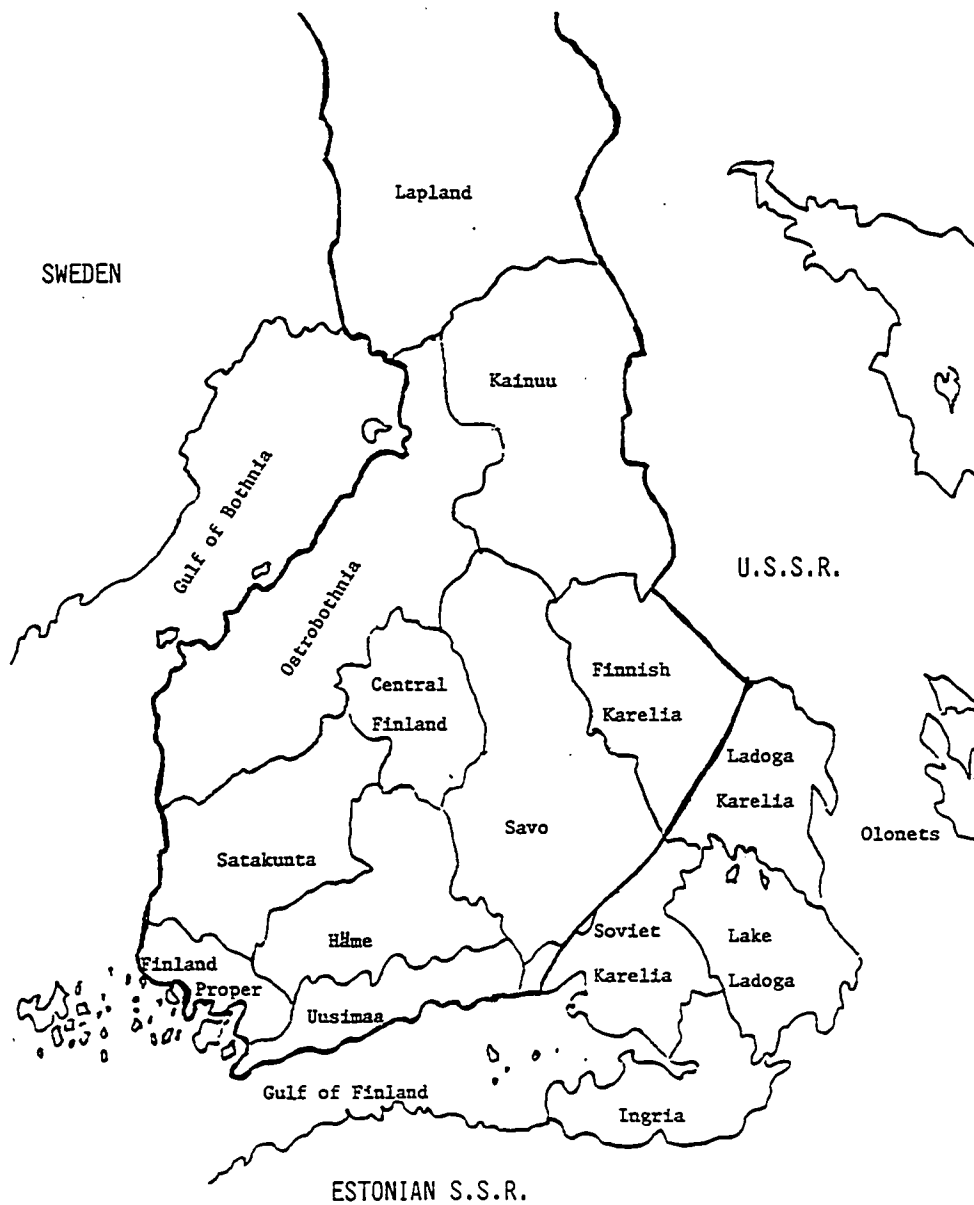 Lapland
SWEDEN
Kainuu
Gulf of Bothnia
U.S.S.R.
Ostrobothnia
Central
Finland
Finnish
Karelia
Ladoga
Karelia
Savo
Olonets
Satakunta
Häme
Soviet
Karelia
Lake
Ladoga
Finland
Proper
Uusimaa
Gulf of Finland
Ingria
ESTONIAN S.S.R.